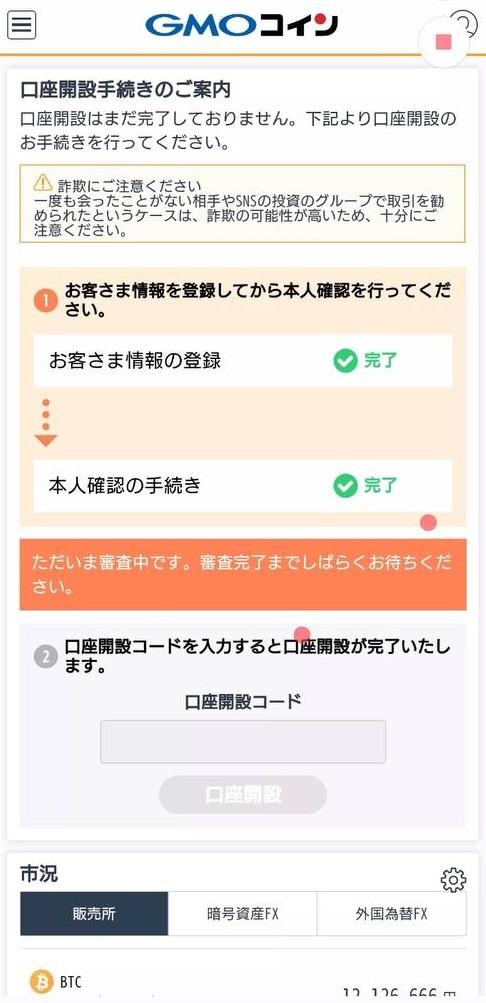 GMOコイン
口座開設手続きのご案内
口座開設はまだ完了しておりません。下記より口座開設の
お手続きを行ってください。
詐欺にご注意ください
一度も会ったことがない相手やSNSの投資のグループで取引を勧
められたというケースは、詐欺の可能性が高いため、十分にご
注意ください。
1 お客さま情報を登録してから本人確認を行ってくだ
さい。
お客さま情報の登録 完了
本人確認の手続き 完了
ただいま審査中です。審査完了までしばらくお待ちくだ
さい。
2 口座開設コードを入力すると口座開設が完了いたし
ます。
口座開設コード
口座開設
市況
販売所 暗号資産FX 外国為替FX
BTC 12,126,666 円